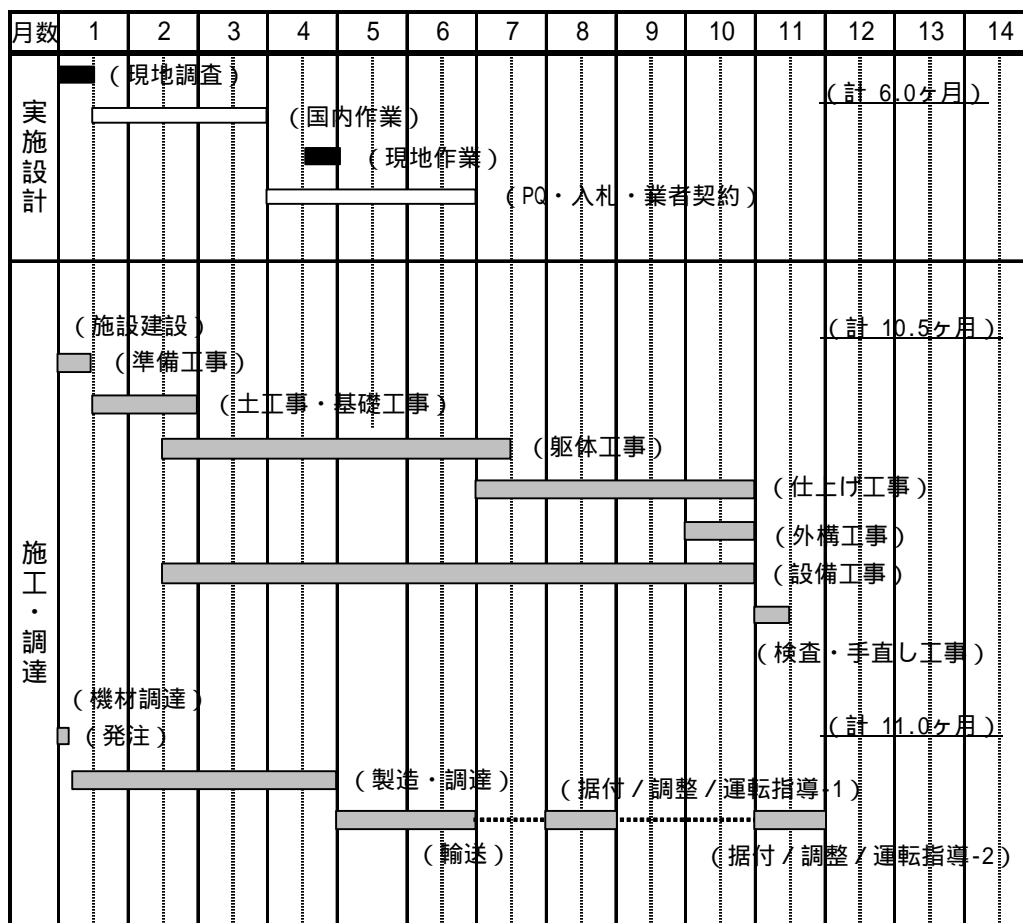 月数 1 2 3 4 5 6 7 8 9 10 11 12 13 14
実施設計
(現地調査)
(計 6.0ヶ月)
(国内作業)
(現地作業)
(PQ・入札・業者契約)
施工・調達
(施設建設)
(計 10.5ヶ月)
(準備工事)
(土工事・基礎工事)
(躯体工事)
(仕上げ工事)
(外構工事)
(設備工事)
(検査・手直し工事)
(機材調達)
(発注)
(計 11.0ヶ月)
(製造・調達)
(据付/調整/運転指導-1)
(輸送)
(据付/調整/運転指導-2)